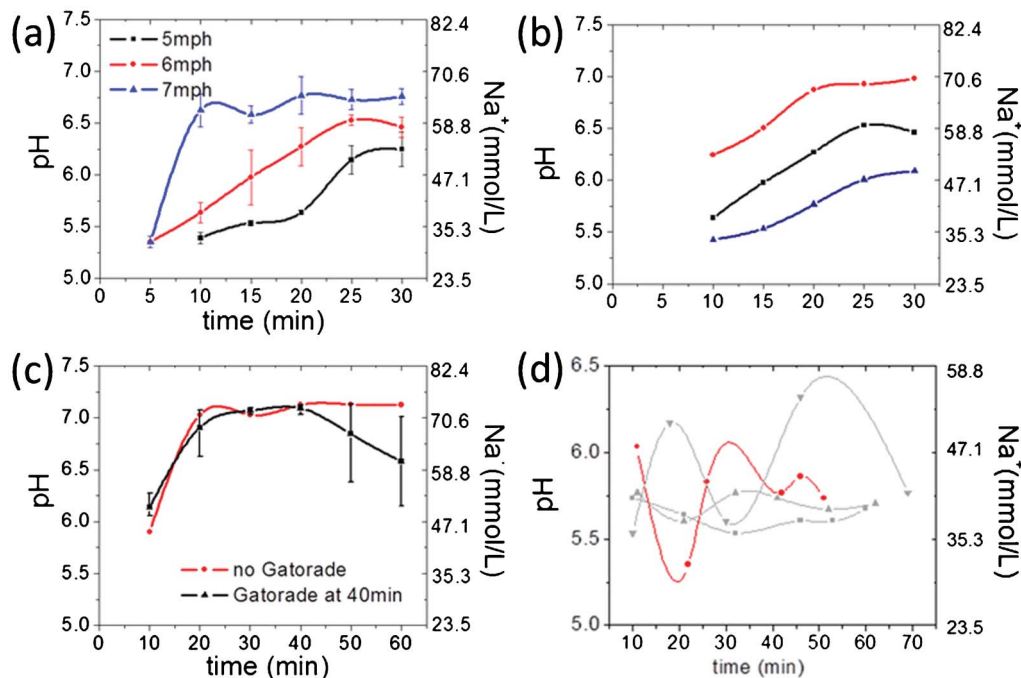 (a)
7.5
7.0
6.5
6.0
5.5
5.0
pH
5mph
6mph
7mph
82.4
70.6
58.8
47.1
35.3
23.5
Na+(mmol/L)
0 5 10 15 20 25 30
time (min)
(b)
7.5
7.0
6.5
6.0
5.5
5.0
pH
82.4
70.6
58.8
47.1
35.3
23.5
Na+(mmol/L)
0 5 10 15 20 25 30
(c)
7.5
7.0
6.5
6.0
5.5
5.0
pH
no Gatorade
Gatorade at 40min
82.4
70.6
58.8
47.1
35.3
23.5
Na+(mmol/L)
10 20 30 40 50 60
time (min)
(d)
6.5
6.0
5.5
5.0
pH
58.8
47.1
35.3
23.5
Na+(mmol/L)
10 20 30 40 50 60 70
time (min)